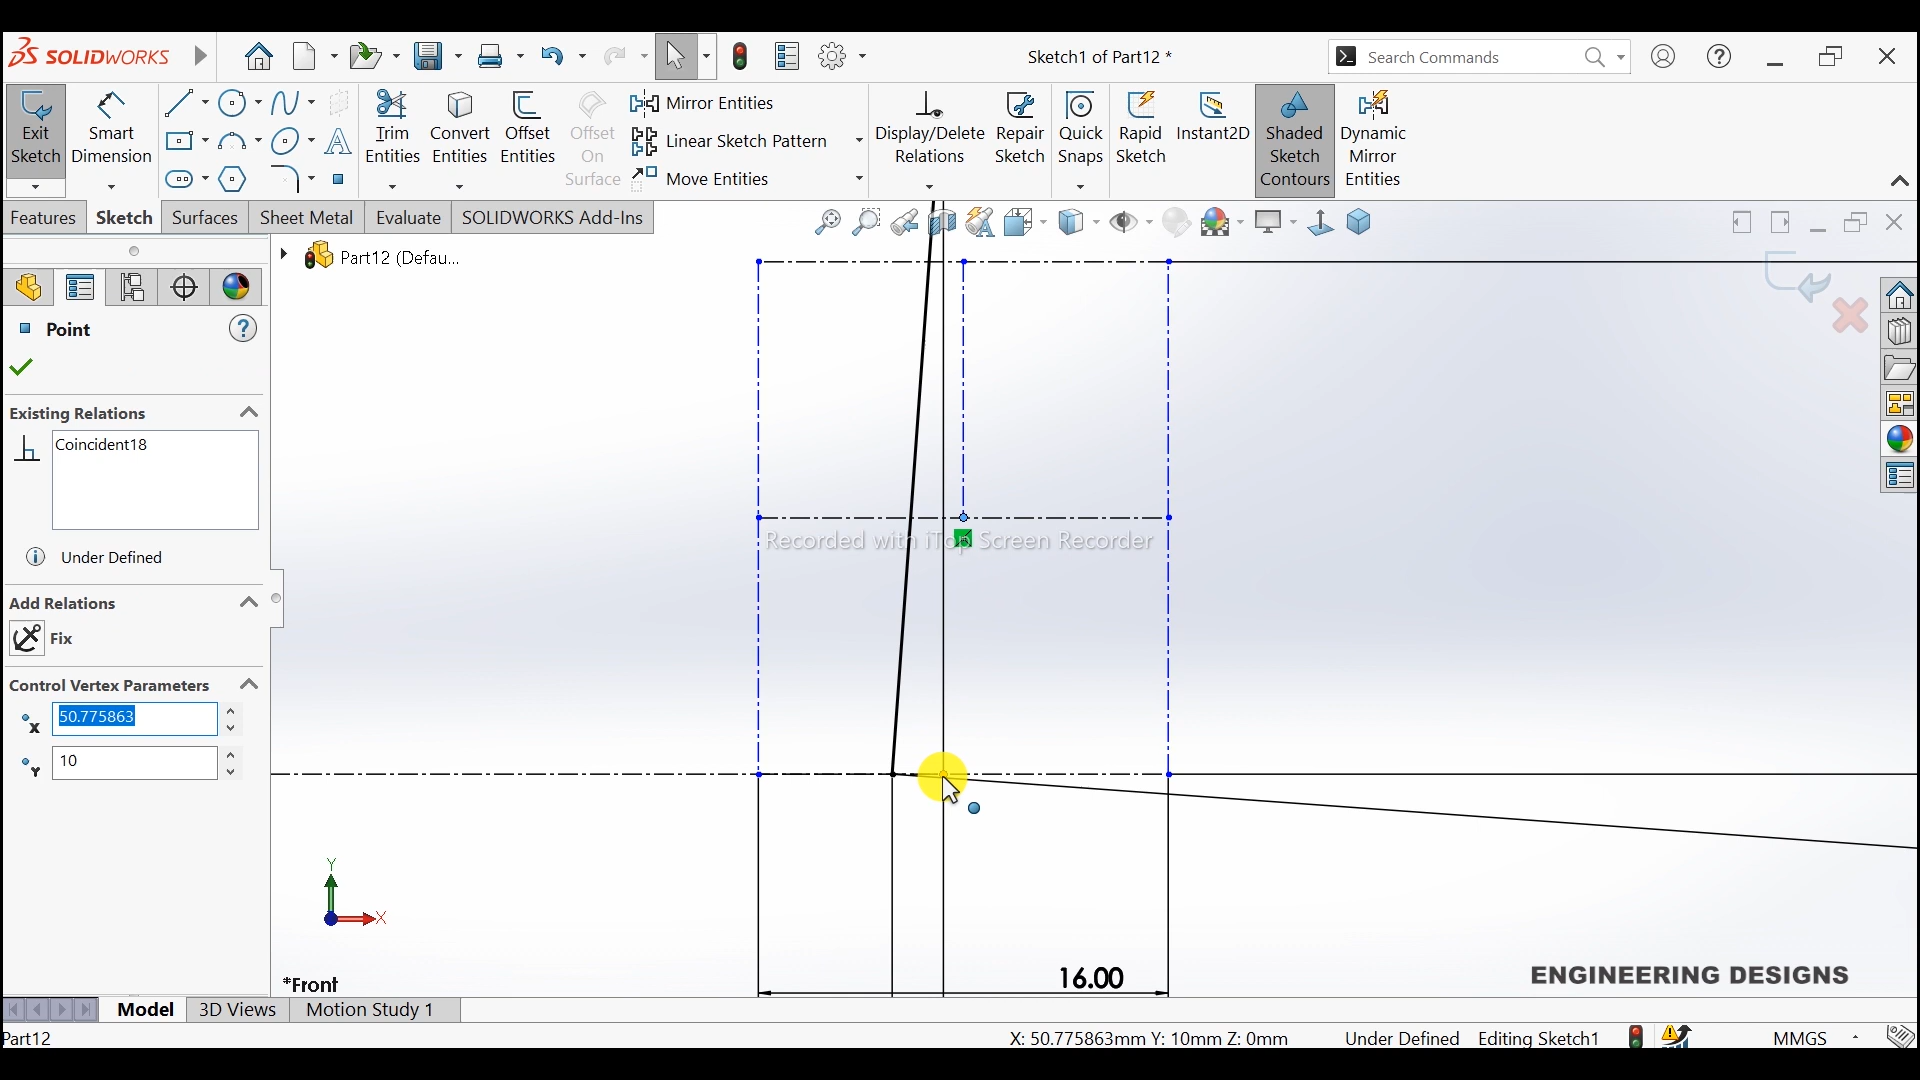 SOLIDWORKS
Sketch1 of Part12 *
Search Commands
Exit Sketch
Smart Dimension
Trim Entities
Convert Entities
Offset Entities
Offset On Surface
Mirror Entities
Linear Sketch Pattern
Move Entities
Display/Delete Relations
Repair Sketch
Quick Snaps
Rapid Sketch
Instant2D
Shaded Sketch Contours
Dynamic Mirror Entities
Features
Sketch
Surfaces
Sheet Metal
Evaluate
SOLIDWORKS Add-Ins
Part12 (Defau...
Point
Existing Relations
Coincident18
Under Defined
Add Relations
Fix
Control Vertex Parameters
X
50.775863
Y
10
Recorded with iTop Screen Recorder
Y
X
16.00
*Front
ENGINEERING DESIGNS
Model
3D Views
Motion Study 1
Part12
X: 50.775863mm Y: 10mm Z: 0mm
Under Defined
Editing Sketch1
MMGS